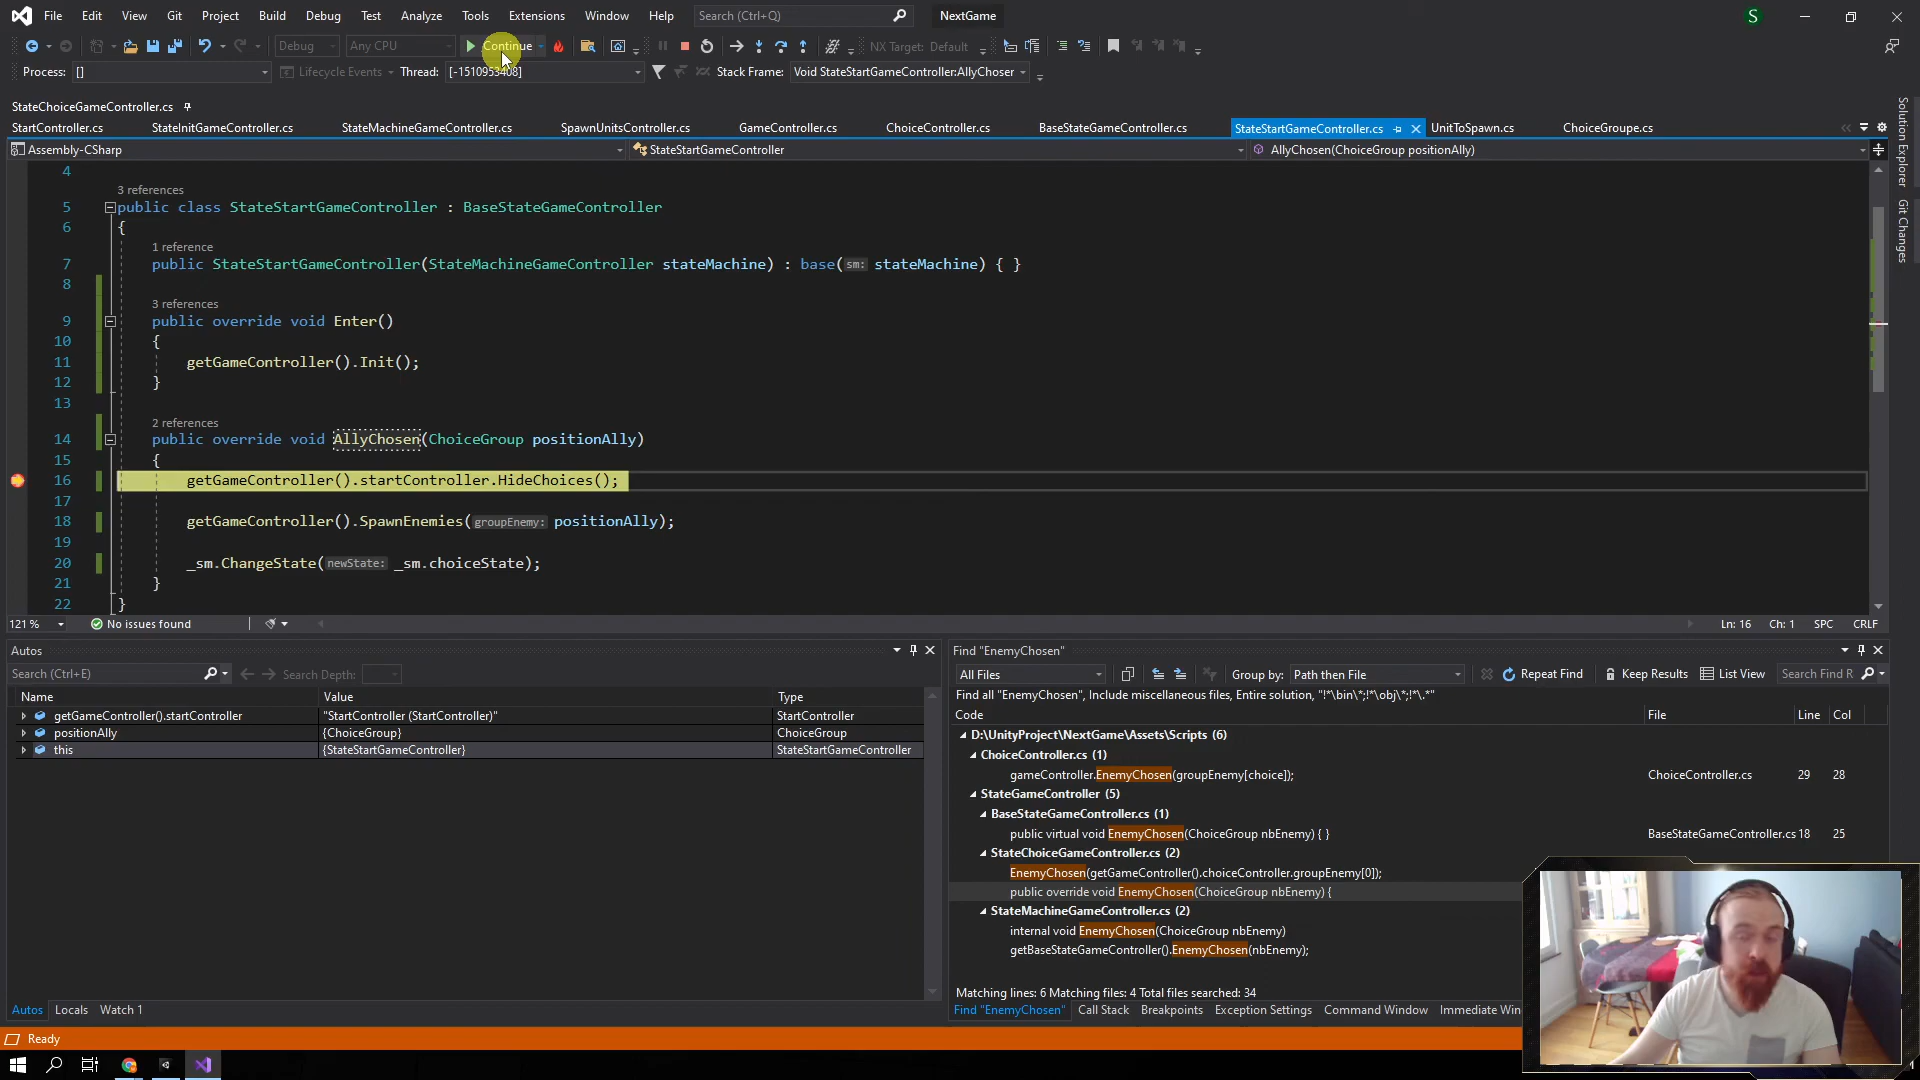 File Edit View Git Project Build Debug Test Analyze Tools Extensions Window Help Search (Ctrl+Q) NextGame S
Debug Any CPU Continue NX Target: Default
Process: [] Lifecycle Events Thread: [-1510953408] Stack Frame: Void StateStartGameController:AllyChoser
StateChoiceGameController.cs
StartController.cs StateInitGameController.cs StateMachineGameController.cs SpawnUnitsController.cs GameController.cs ChoiceController.cs BaseStateGameController.cs StateStartGameController.cs UnitToSpawn.cs ChoiceGroupe.cs
Assembly-CSharp StateStartGameController AllyChosen(ChoiceGroup positionAlly)
4
3 references
5 public class StateStartGameController : BaseStateGameController
6 {
1 reference
7 public StateStartGameController(StateMachineGameController stateMachine) : base(sm: stateMachine) { }
8
3 references
9 public override void Enter()
10 {
11 getGameController().Init();
12 }
13
2 references
14 public override void AllyChosen(ChoiceGroup positionAlly)
15 {
16 getGameController().startController.HideChoices();
17
18 getGameController().SpawnEnemies(groupEnemy: positionAlly);
19
20 _sm.ChangeState(newState: _sm.choiceState);
21 }
22 }
121 % No issues found Ln: 16 Ch: 1 SPC CRLF
Autos
Search (Ctrl+E) Search Depth:
Name Value Type
getGameController().startController "StartController (StartController)" StartController
positionAlly {ChoiceGroup} ChoiceGroup
this {StateStartGameController} StateStartGameController
Autos Locals Watch 1
Find "EnemyChosen"
All Files Group by: Path then File Repeat Find Keep Results List View Search Find R
Find all "EnemyChosen", Include miscellaneous files, Entire solution, "!*\bin\*;!*\obj\*;!*\.*"
Code File Line Col
D:\UnityProject\NextGame\Assets\Scripts (6)
ChoiceController.cs (1)
gameController.EnemyChosen(groupEnemy[choice]); ChoiceController.cs 29 28
StateGameController (5)
BaseStateGameController.cs (1)
public virtual void EnemyChosen(ChoiceGroup nbEnemy) { } BaseStateGameController.cs 18 25
StateChoiceGameController.cs (2)
EnemyChosen(getGameController().choiceController.groupEnemy[0]);
public override void EnemyChosen(ChoiceGroup nbEnemy) {
StateMachineGameController.cs (2)
internal void EnemyChosen(ChoiceGroup nbEnemy)
getBaseStateGameController().EnemyChosen(nbEnemy);
Matching lines: 6 Matching files: 4 Total files searched: 34
Find "EnemyChosen" Call Stack Breakpoints Exception Settings Command Window Immediate Win
Ready
Solution Explorer
Git Changes